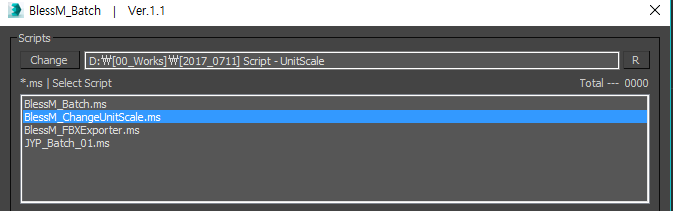 BlessM_Batch | Ver.1.1
Scripts
Change D:₩[00_Works]₩[2017_0711] Script - UnitScale R
*.ms | Select Script Total --- 0000
BlessM_Batch.ms
BlessM_ChangeUnitScale.ms
BlessM_FBXExporter.ms
JYP_Batch_01.ms